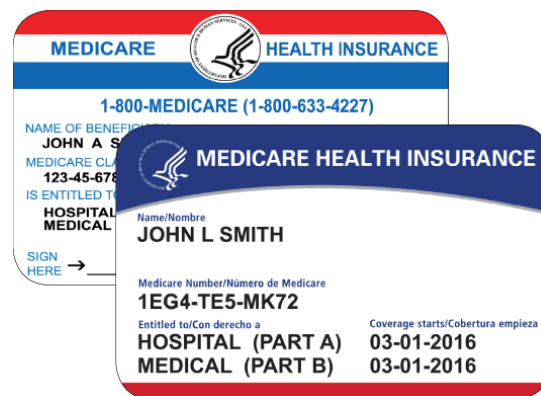 MEDICARE HEALTH INSURANCE
1-800-MEDICARE (1-800-633-4227)
NAME OF
JOHN A
MEDICARE
123-45-678
IS ENTITLED
HOSPITAL
MEDICAL
SIGN
HERE →
MEDICARE HEALTH INSURANCE
Name/Nombre
JOHN L SMITH
Medicare Number/Número de Medicare
1EG4-TE5-MK72
Entitled to/Con derecho a Coverage starts/Cobertura empieza
HOSPITAL (PART A) 03-01-2016
MEDICAL (PART B) 03-01-2016